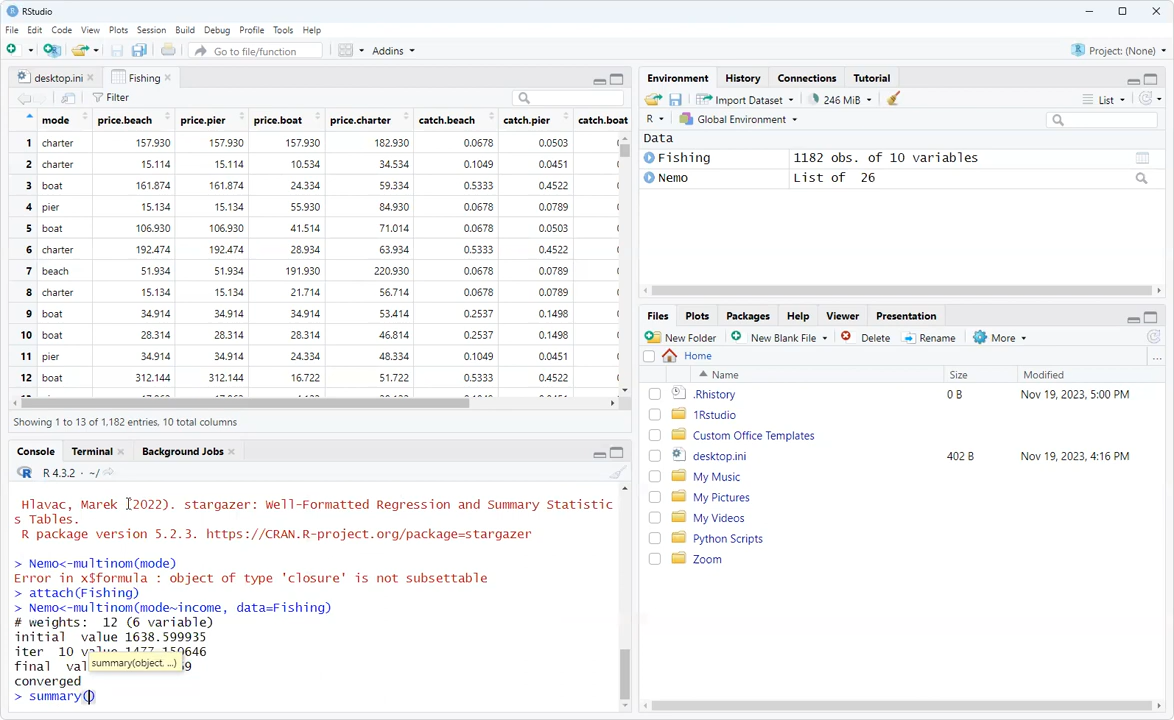 RStudio
File Edit Code View Plots Session Build Debug Profile Tools Help
Go to file/function Addins Project: (None)
desktop.ini Fishing
Filter
mode price.beach price.pier price.boat price.charter catch.beach catch.pier catch.boat
1 charter 157.930 157.930 157.930 182.930 0.0678 0.0503
2 charter 15.114 15.114 10.534 34.534 0.1049 0.0451
3 boat 161.874 161.874 24.334 59.334 0.5333 0.4522
4 pier 15.134 15.134 55.930 84.930 0.0678 0.0789
5 boat 106.930 106.930 41.514 71.014 0.0678 0.0503
6 charter 192.474 192.474 28.934 63.934 0.5333 0.4522
7 beach 51.934 51.934 191.930 220.930 0.0678 0.0789
8 charter 15.134 15.134 21.714 56.714 0.0678 0.0789
9 boat 34.914 34.914 34.914 53.414 0.2537 0.1498
10 boat 28.314 28.314 28.314 46.814 0.2537 0.1498
11 pier 34.914 34.914 24.334 48.334 0.1049 0.0451
12 boat 312.144 312.144 16.722 51.722 0.5333 0.4522
Showing 1 to 13 of 1,182 entries, 10 total columns
Console Terminal Background Jobs
R 4.3.2 · ~/
Hlavac, Marek (2022). stargazer: Well-Formatted Regression and Summary Statistic
s Tables.
R package version 5.2.3. https://CRAN.R-project.org/package=stargazer
> Nemo<-multinom(mode)
Error in x$formula : object of type 'closure' is not subsettable
> attach(Fishing)
> Nemo<-multinom(mode~income, data=Fishing)
# weights: 12 (6 variable)
initial value 1638.599935
iter 10 value 1477.150646
final val
summary(object, ...)
converged
> summary()
Environment History Connections Tutorial
Import Dataset 246 MiB List
R Global Environment
Data
Fishing 1182 obs. of 10 variables
Nemo List of 26
Files Plots Packages Help Viewer Presentation
New Folder New Blank File Delete Rename More
Home ...
Name Size Modified
.Rhistory 0 B Nov 19, 2023, 5:00 PM
1Rstudio
Custom Office Templates
desktop.ini 402 B Nov 19, 2023, 4:16 PM
My Music
My Pictures
My Videos
Python Scripts
Zoom